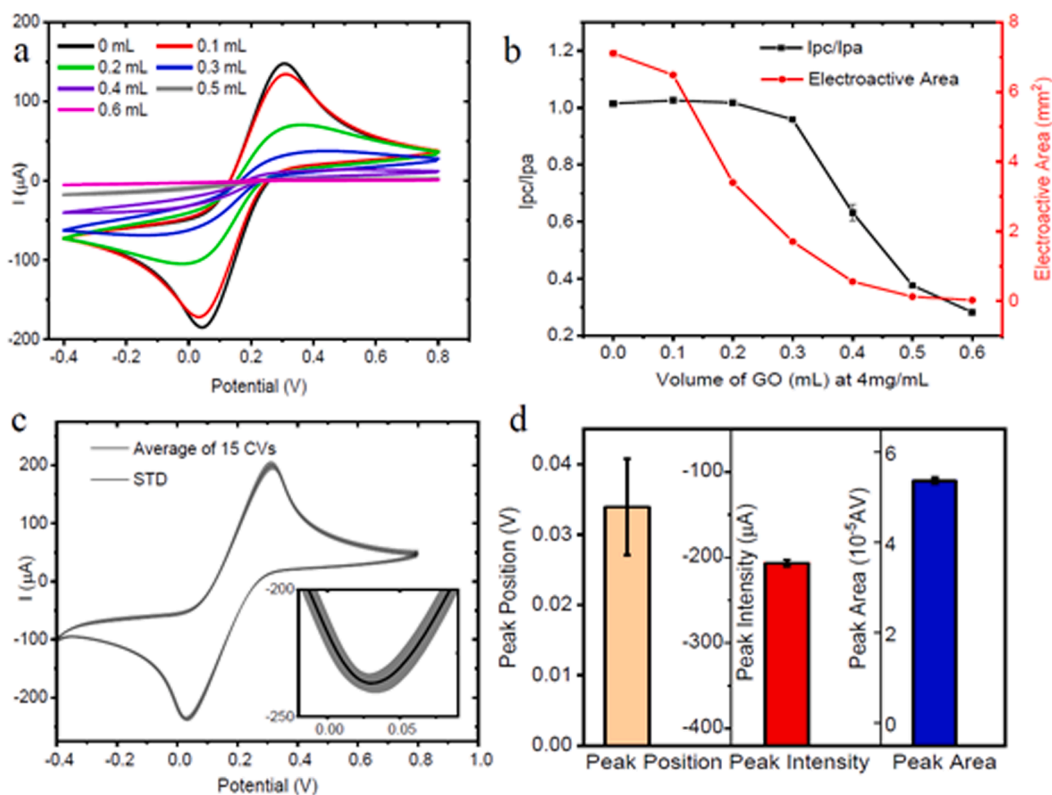 a
0 mL
0.1 mL
0.2 mL
0.3 mL
0.4 mL
0.5 mL
0.6 mL
200
100
0
-100
-200
I (µA)
-0.4
-0.2
0.0
0.2
0.4
0.6
0.8
Potential (V)
b
Ipc/Ipa
Electroactive Area
1.2
1.0
0.8
0.6
0.4
0.2
Ipc/Ipa
8
6
4
2
0
Electroactive Area (mm²)
0.0
0.1
0.2
0.3
0.4
0.5
0.6
Volume of GO (mL) at 4mg/mL
c
Average of 15 CVs
STD
200
100
0
-100
-200
I (µA)
-0.4
-0.2
0.0
0.2
0.4
0.6
0.8
1.0
Potential (V)
-200
-250
0.00
0.05
d
0.04
0.03
0.02
0.01
0.00
Peak Position (V)
Peak Position
-100
-200
-300
-400
Peak Intensity (µA)
Peak Intensity
6
4
2
0
Peak Area (10⁻⁵AV)
Peak Area